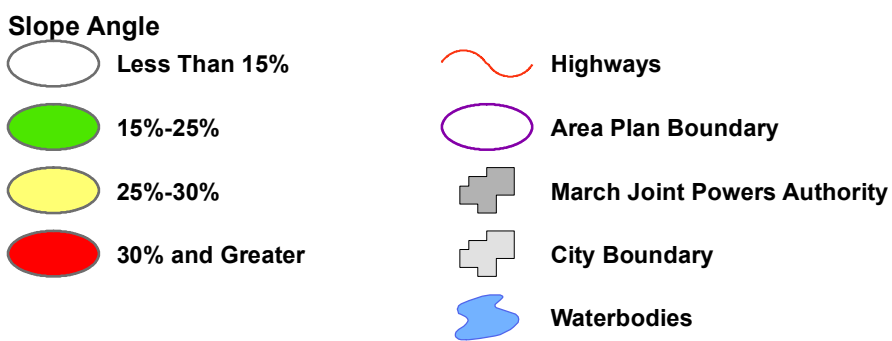 Slope Angle
Less Than 15%
15%-25%
25%-30%
30% and Greater
Highways
Area Plan Boundary
March Joint Powers Authority
City Boundary
Waterbodies